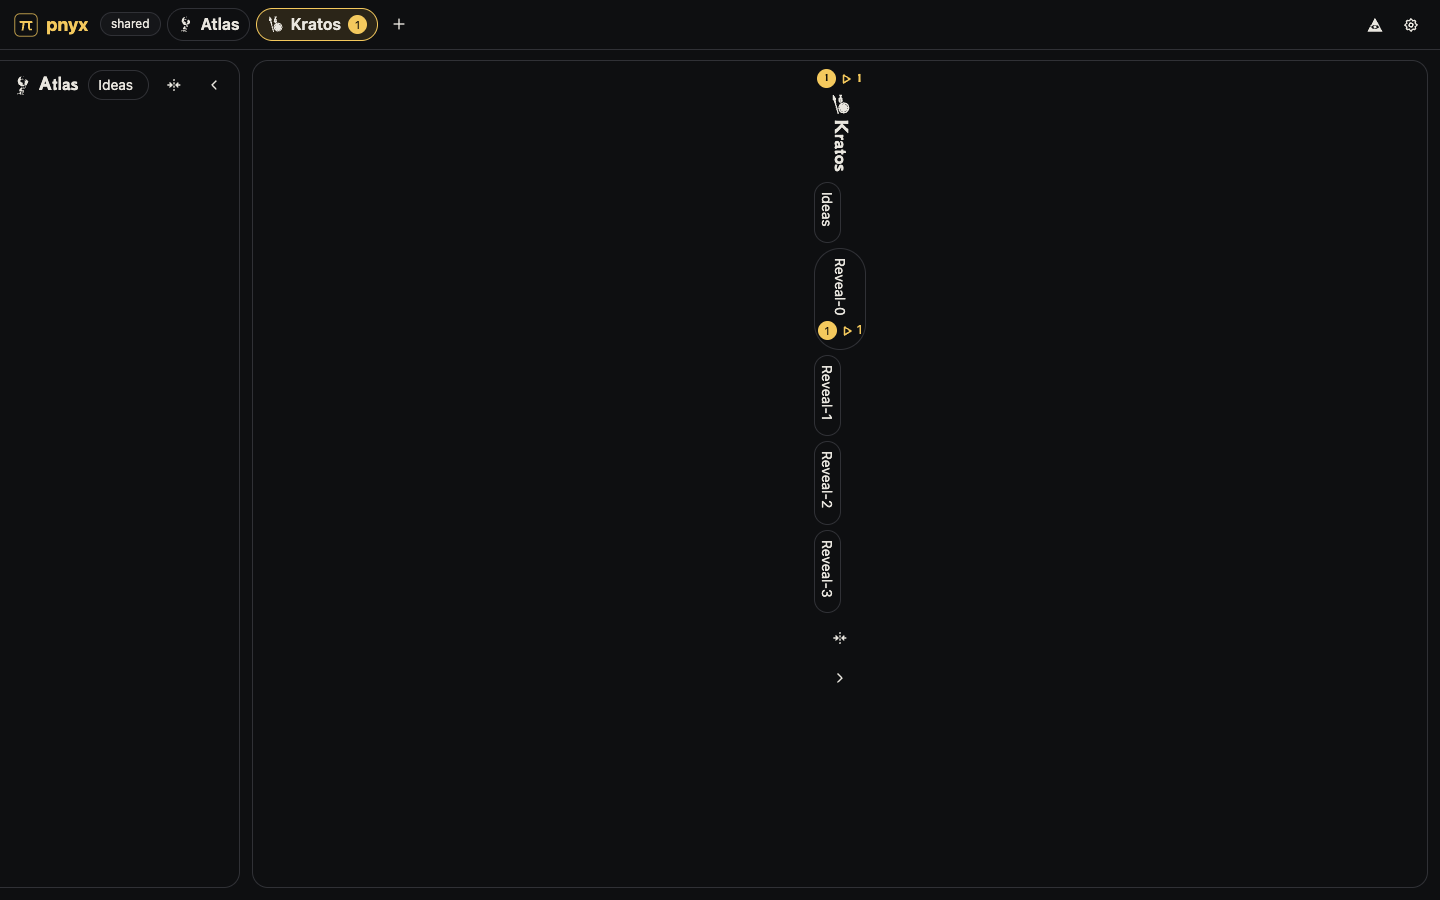 π pnyx shared Atlas Kratos 1 +
Atlas Ideas
1 1
Kratos
Ideas
Reveal-0
1 1
Reveal-1
Reveal-2
Reveal-3